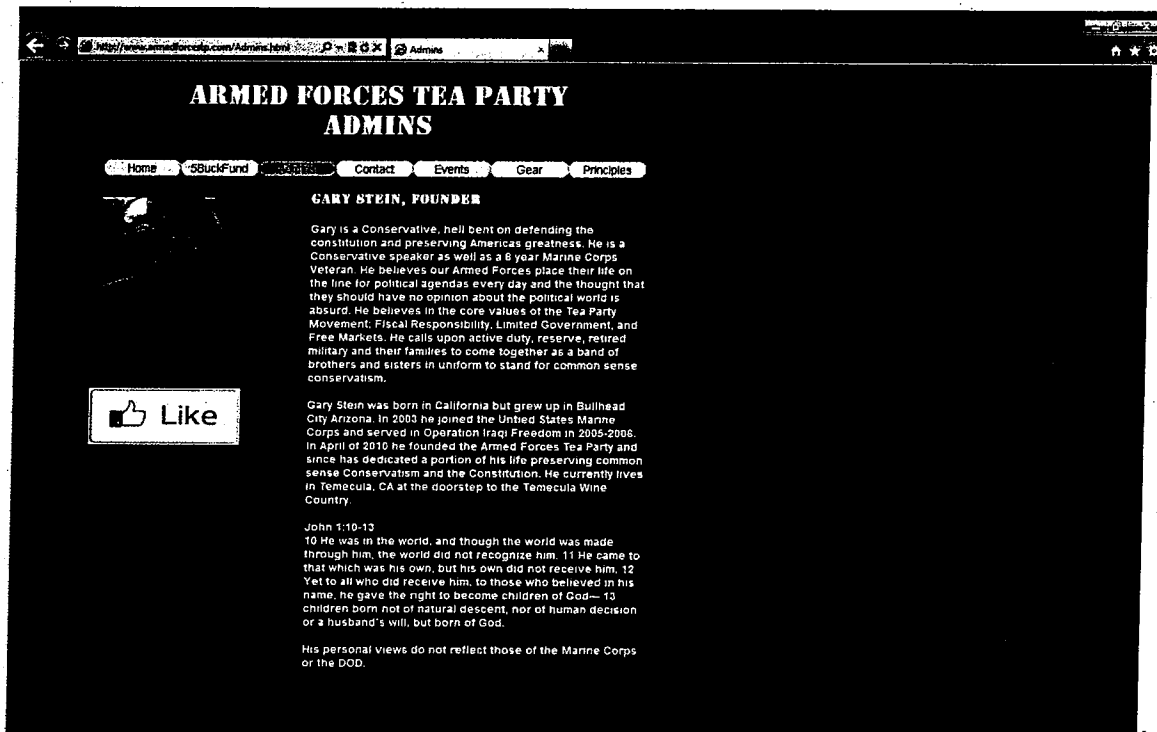 http://www.armedforcestp.com/Admins.html
Admins
ARMED FORCES TEA PARTY
ADMINS
Home 5BuckFund Contact Events Gear Principles
GARY STEIN, FOUNDER
Gary is a Conservative, hell bent on defending the
constitution and preserving Americas greatness. He is a
Conservative speaker as well as a 8 year Marine Corps
Veteran. He believes our Armed Forces place their life on
the line for political agendas every day and the thought that
they should have no opinion about the political world is
absurd. He believes in the core values of the Tea Party
Movement; Fiscal Responsibility, Limited Government, and
Free Markets. He calls upon active duty, reserve, retired
military and their families to come together as a band of
brothers and sisters in uniform to stand for common sense
conservatism.
Like
Gary Stein was born in California but grew up in Bullhead
City Arizona. In 2003 he joined the Untied States Marine
Corps and served in Operation Iraqi Freedom in 2005-2006.
In April of 2010 he founded the Armed Forces Tea Party and
since has dedicated a portion of his life preserving common
sense Conservatism and the Constitution. He currently lives
in Temecula, CA at the doorstep to the Temecula Wine
Country.
John 1:10-13
10 He was in the world, and though the world was made
through him, the world did not recognize him. 11 He came to
that which was his own, but his own did not receive him. 12
Yet to all who did receive him, to those who believed in his
name, he gave the right to become children of God— 13
children born not of natural descent, nor of human decision
or a husband's will, but born of God.
His personal views do not reflect those of the Marine Corps
or the DOD.